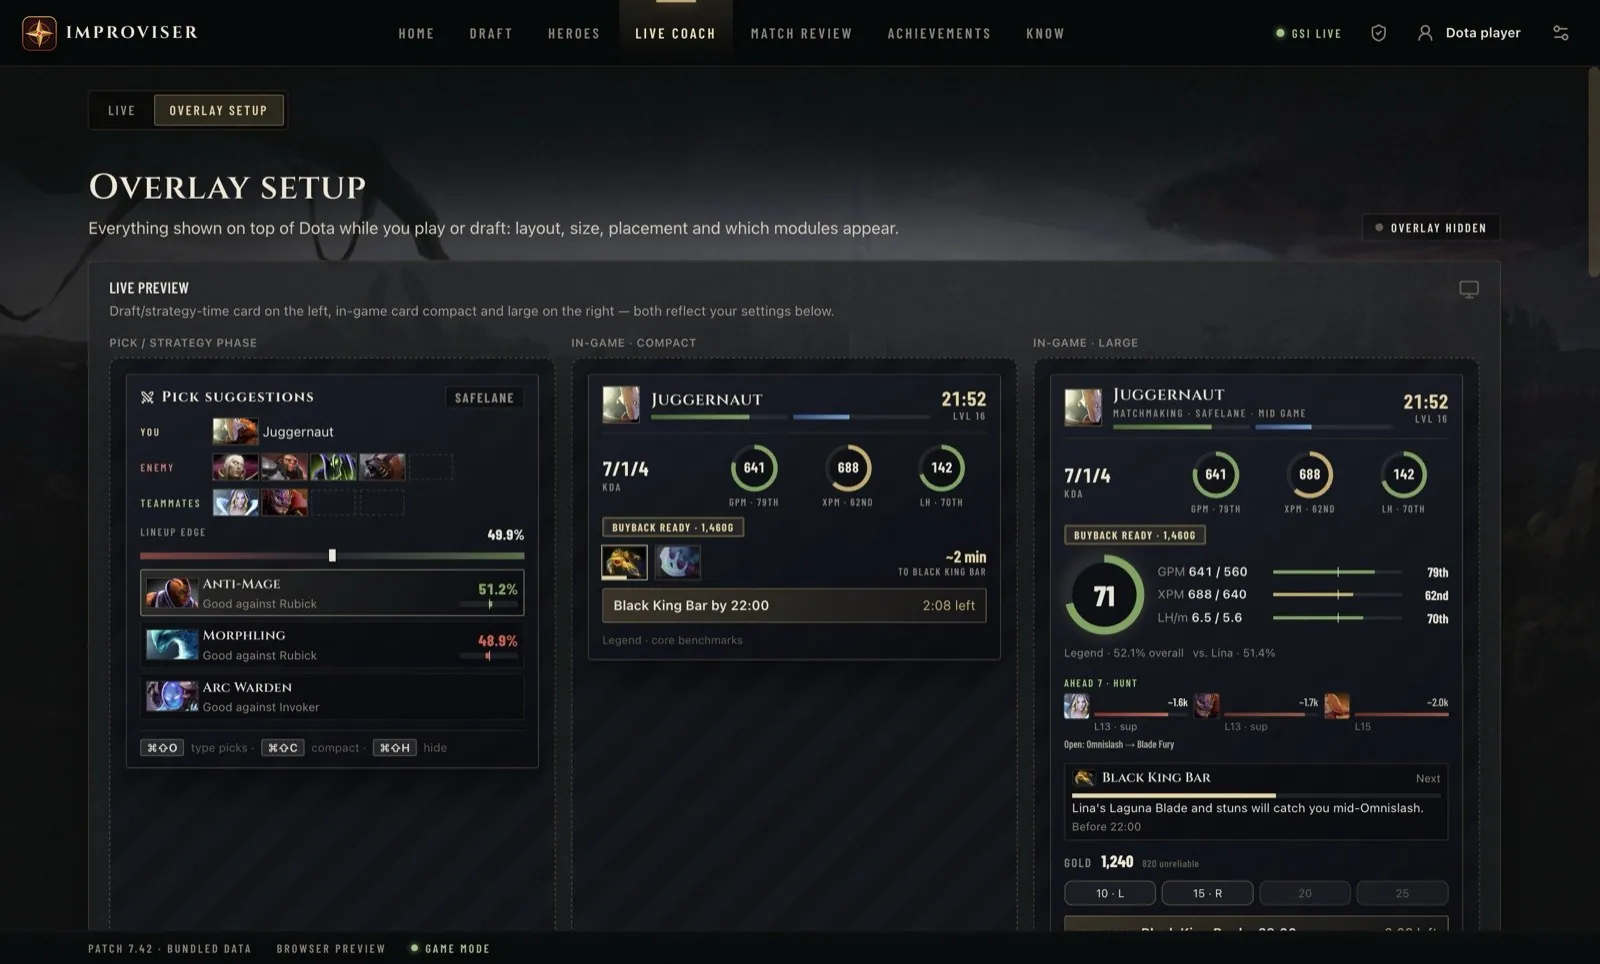 IMPROVISER
HOME DRAFT HEROES LIVE COACH MATCH REVIEW ACHIEVEMENTS KNOW
GSI LIVE Dota player
LIVE OVERLAY SETUP
OVERLAY SETUP
Everything shown on top of Dota while you play or draft: layout, size, placement and which modules appear.
OVERLAY HIDDEN
LIVE PREVIEW
Draft/strategy-time card on the left, in-game card compact and large on the right — both reflect your settings below.
PICK / STRATEGY PHASE
PICK SUGGESTIONS SAFELANE
YOU Juggernaut
ENEMY
TEAMMATES
LINEUP EDGE 49.9%
ANTI-MAGE 51.2%
Good against Rubick
MORPHLING 48.9%
Good against Rubick
ARC WARDEN
Good against Invoker
⌘⇧O type picks · ⌘⇧C compact · ⌘⇧H hide
IN-GAME · COMPACT
JUGGERNAUT 21:52
LVL 16
7/1/4 641 688 142
KDA GPM · 79TH XPM · 62ND LH · 70TH
BUYBACK READY · 1,460G
~2 min
TO BLACK KING BAR
Black King Bar by 22:00 2:08 left
Legend · core benchmarks
IN-GAME · LARGE
JUGGERNAUT 21:52
MATCHMAKING · SAFELANE · MID GAME LVL 16
7/1/4 641 688 142
KDA GPM · 79TH XPM · 62ND LH · 70TH
BUYBACK READY · 1,460G
71
GPM 641 / 560 79th
XPM 688 / 640 62nd
LH/m 6.5 / 5.6 70th
Legend · 52.1% overall vs. Lina · 51.4%
AHEAD 7 · HUNT
~1.6k ~1.7k ~2.0k
L13 · sup L13 · sup L15
Open: Omnislash → Blade Fury
BLACK KING BAR Next
Lina's Laguna Blade and stuns will catch you mid-Omnislash.
Before 22:00
GOLD 1,240 820 unreliable
10 · L 15 · R 20 25
PATCH 7.42 · BUNDLED DATA BROWSER PREVIEW GAME MODE